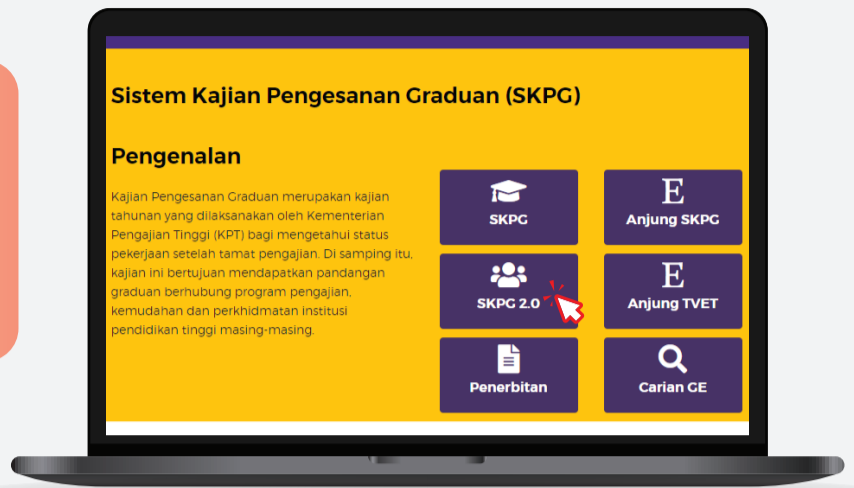 Sistem Kajian Pengesanan Graduan (SKPG)
Pengenalan
Kajian Pengesanan Graduan merupakan kajian
tahunan yang dilaksanakan oleh Kementerian
Pengajian Tinggi (KPT) bagi mengetahui status
pekerjaan setelah tamat pengajian. Di samping itu,
kajian ini bertujuan mendapatkan pandangan
graduan berhubung program pengajian,
kemudahan dan perkhidmatan institusi
pendidikan tinggi masing-masing.
SKPG
E
Anjung SKPG
SKPG 2.0
E
Anjung TVET
Penerbitan
Carian GE